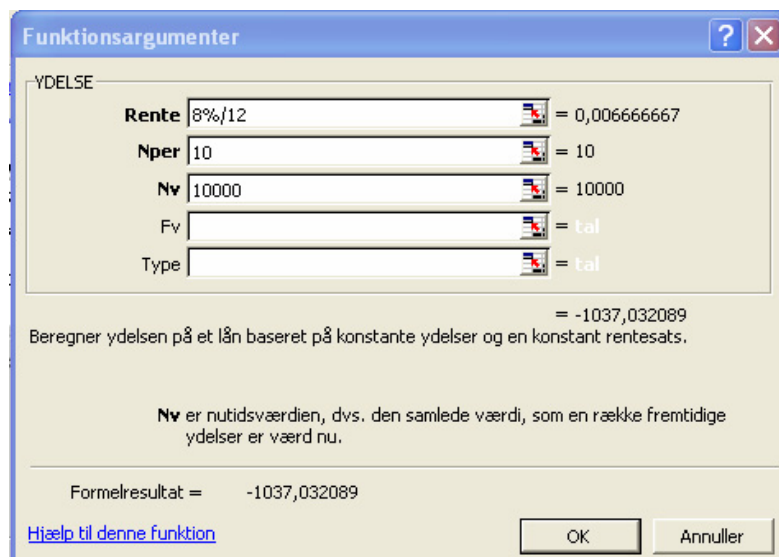 Funktionsargumenter
YDELSE
Rente 8%/12 = 0,006666667
Nper 10 = 10
Nv 10000 = 10000
Fv = tal
Type = tal
= -1037,032089
Beregner ydelsen på et lån baseret på konstante ydelser og en konstant rentesats.
Nv er nutidsværdien, dvs. den samlede værdi, som en række fremtidige
ydelser er værd nu.
Formelresultat = -1037,032089
Hjælp til denne funktion OK Annuller